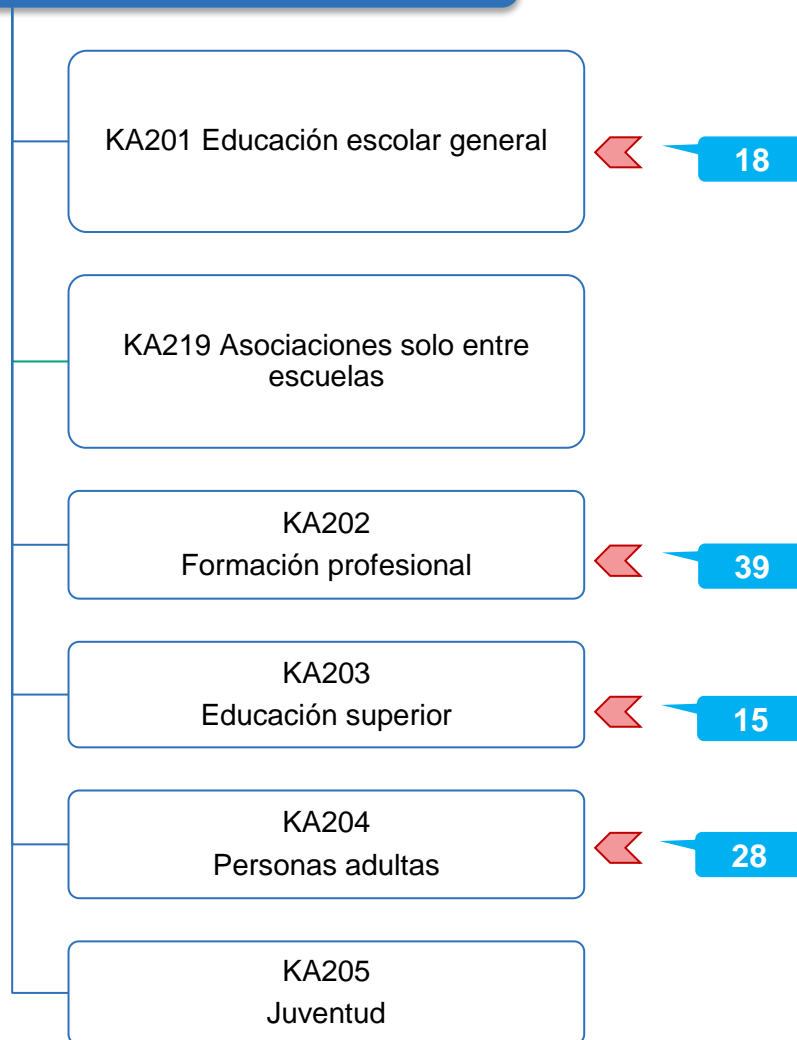 KA201 Educación escolar general
18
KA219 Asociaciones solo entre
escuelas
KA202
Formación profesional
39
KA203
Educación superior
15
KA204
Personas adultas
28
KA205
Juventud